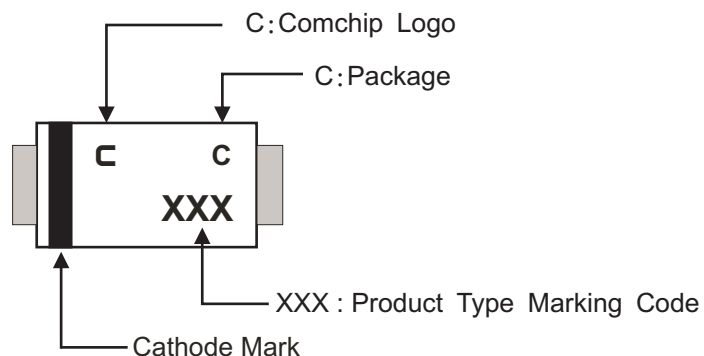 C:Comchip Logo
C:Package
C C
XXX
XXX : Product Type Marking Code
Cathode Mark